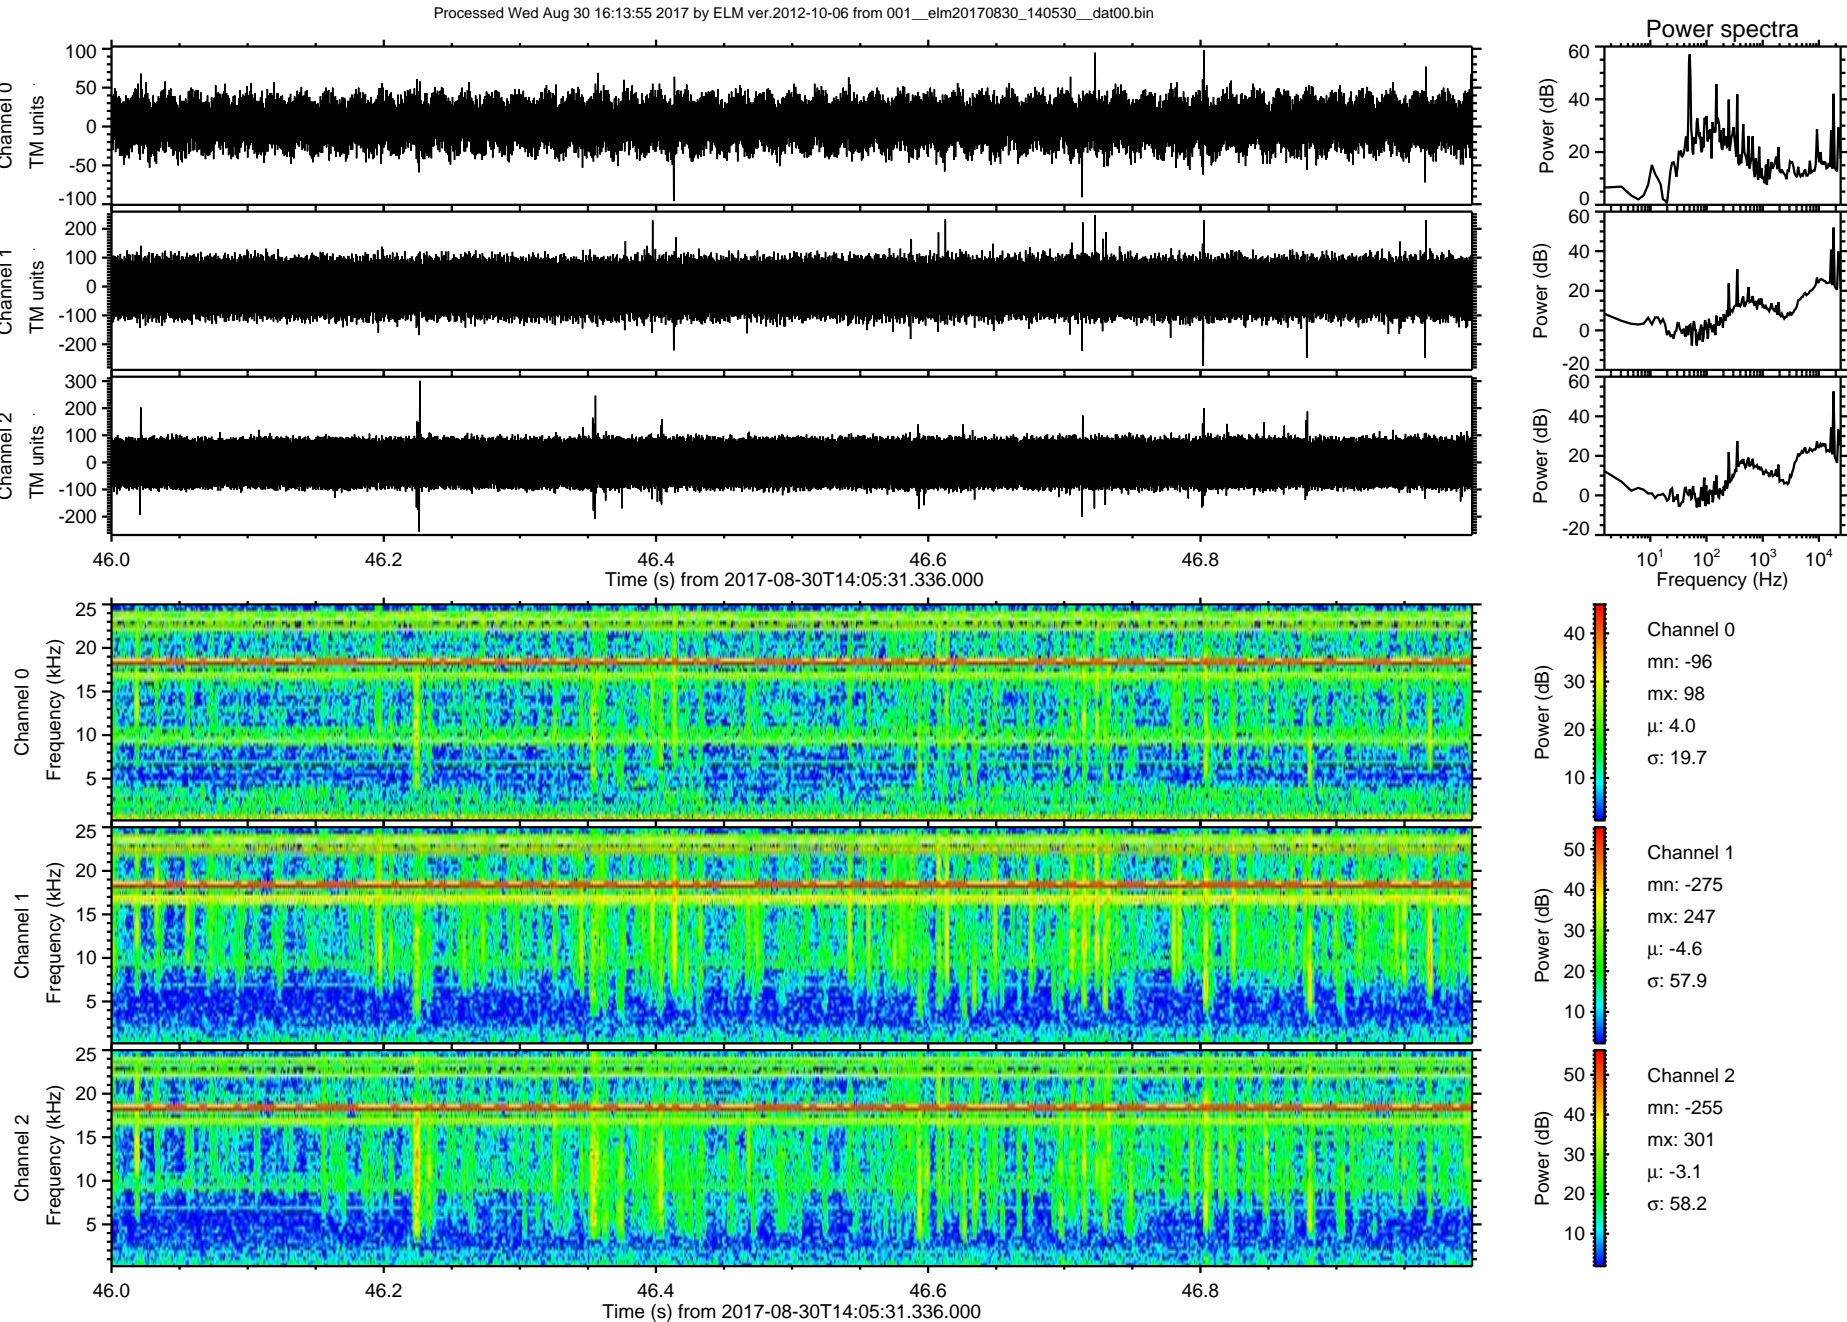 Processed Wed Aug 30 16:13:55 2017 by ELM ver.2012-10-06 from 001__elm20170830_140530__dat00.bin
Power spectra
Channel 0
TM units
100
50
0
-50
-100
Power (dB)
60
40
20
0
Channel 1
TM units
200
100
0
-100
-200
Power (dB)
60
40
20
0
-20
Channel 2
TM units
300
200
100
0
-100
-200
Power (dB)
60
40
20
0
-20
46.0 46.2 46.4 46.6 46.8
Time (s) from 2017-08-30T14:05:31.336.000
10^1 10^2 10^3 10^4
Frequency (Hz)
Channel 0
Frequency (kHz)
25
20
15
10
5
Power (dB)
40
30
20
10
Channel 0
mn: -96
mx: 98
μ: 4.0
σ: 19.7
Channel 1
Frequency (kHz)
25
20
15
10
5
Power (dB)
50
40
30
20
10
Channel 1
mn: -275
mx: 247
μ: -4.6
σ: 57.9
Channel 2
Frequency (kHz)
25
20
15
10
5
Power (dB)
50
40
30
20
10
Channel 2
mn: -255
mx: 301
μ: -3.1
σ: 58.2
46.0 46.2 46.4 46.6 46.8
Time (s) from 2017-08-30T14:05:31.336.000